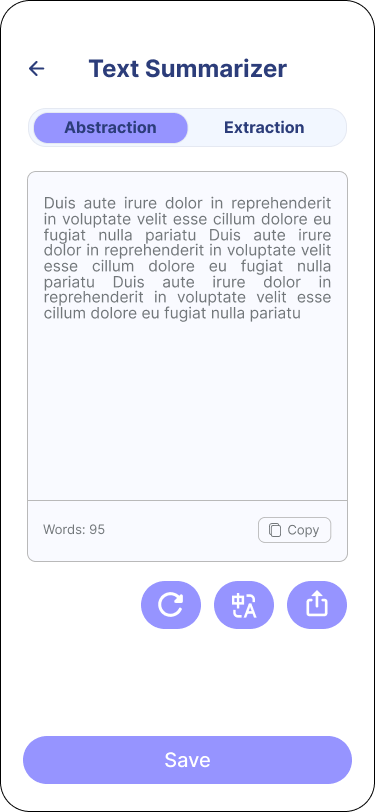 Text Summarizer
Abstraction
Extraction
Duis aute irure dolor in reprehenderit
in voluptate velit esse cillum dolore eu
fugiat nulla pariatu Duis aute irure
dolor in reprehenderit in voluptate velit
esse cillum dolore eu fugiat nulla
pariatu Duis aute irure dolor in
reprehenderit in voluptate velit esse
cillum dolore eu fugiat nulla pariatu
Words: 95
Copy
中A
Save